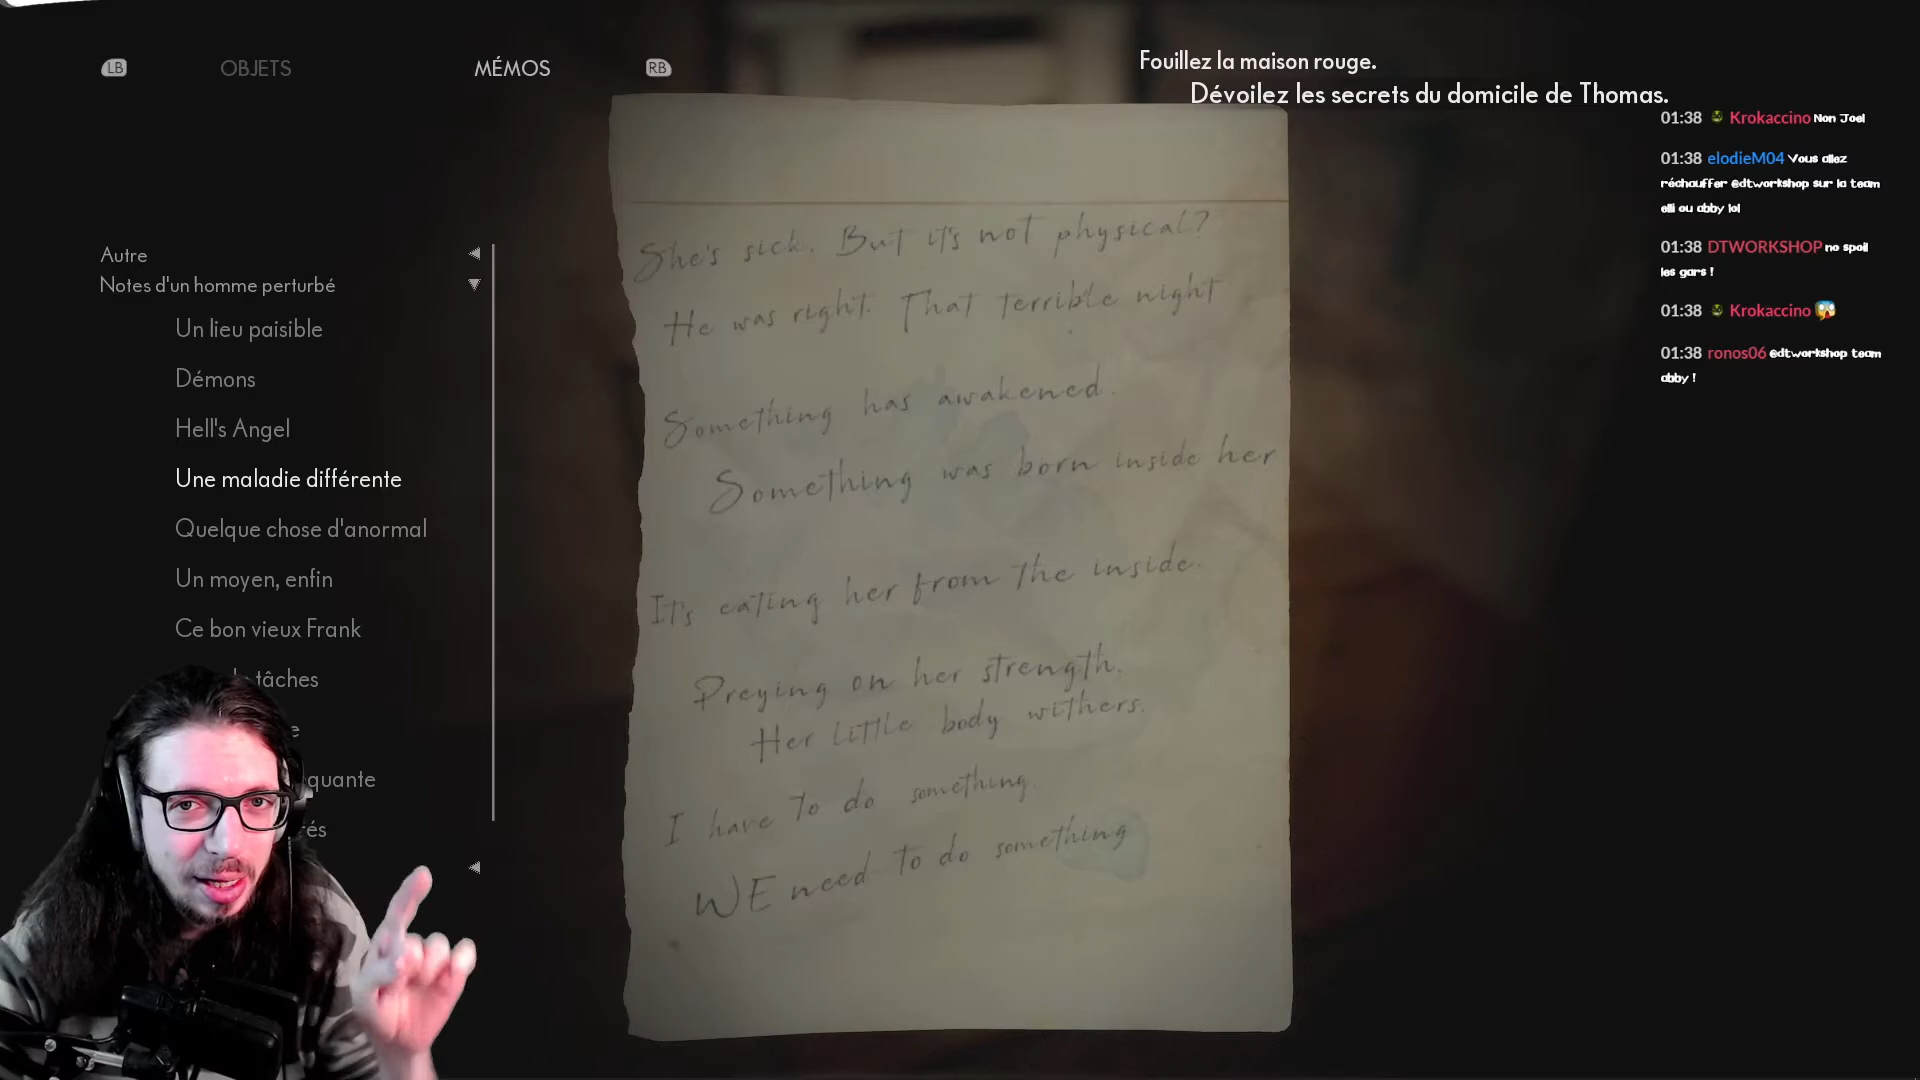 LB
OBJETS
MÉMOS
RB
Fouillez la maison rouge.
Dévoilez les secrets du domicile de Thomas.
Autre
Notes d'un homme perturbé
Un lieu paisible
Démons
Hell's Angel
Une maladie différente
Quelque chose d'anormal
Un moyen, enfin
Ce bon vieux Frank
tâches
She's sick. But it's not physical?
He was right. That terrible night
Something has awakened.
Something was born inside her
It's eating her from the inside.
Preying on her strength.
Her little body withers.
I have to do something.
WE need to do something
01:38 Krokaccino Non Joel
01:38 elodieM04 Vous allez
réchauffer @dtworkshop sur la team
elli ou abby lol
01:38 DTWORKSHOP no spoil
les gars !
01:38 Krokaccino
01:38 ronos06 @dtworkshop team
abby !